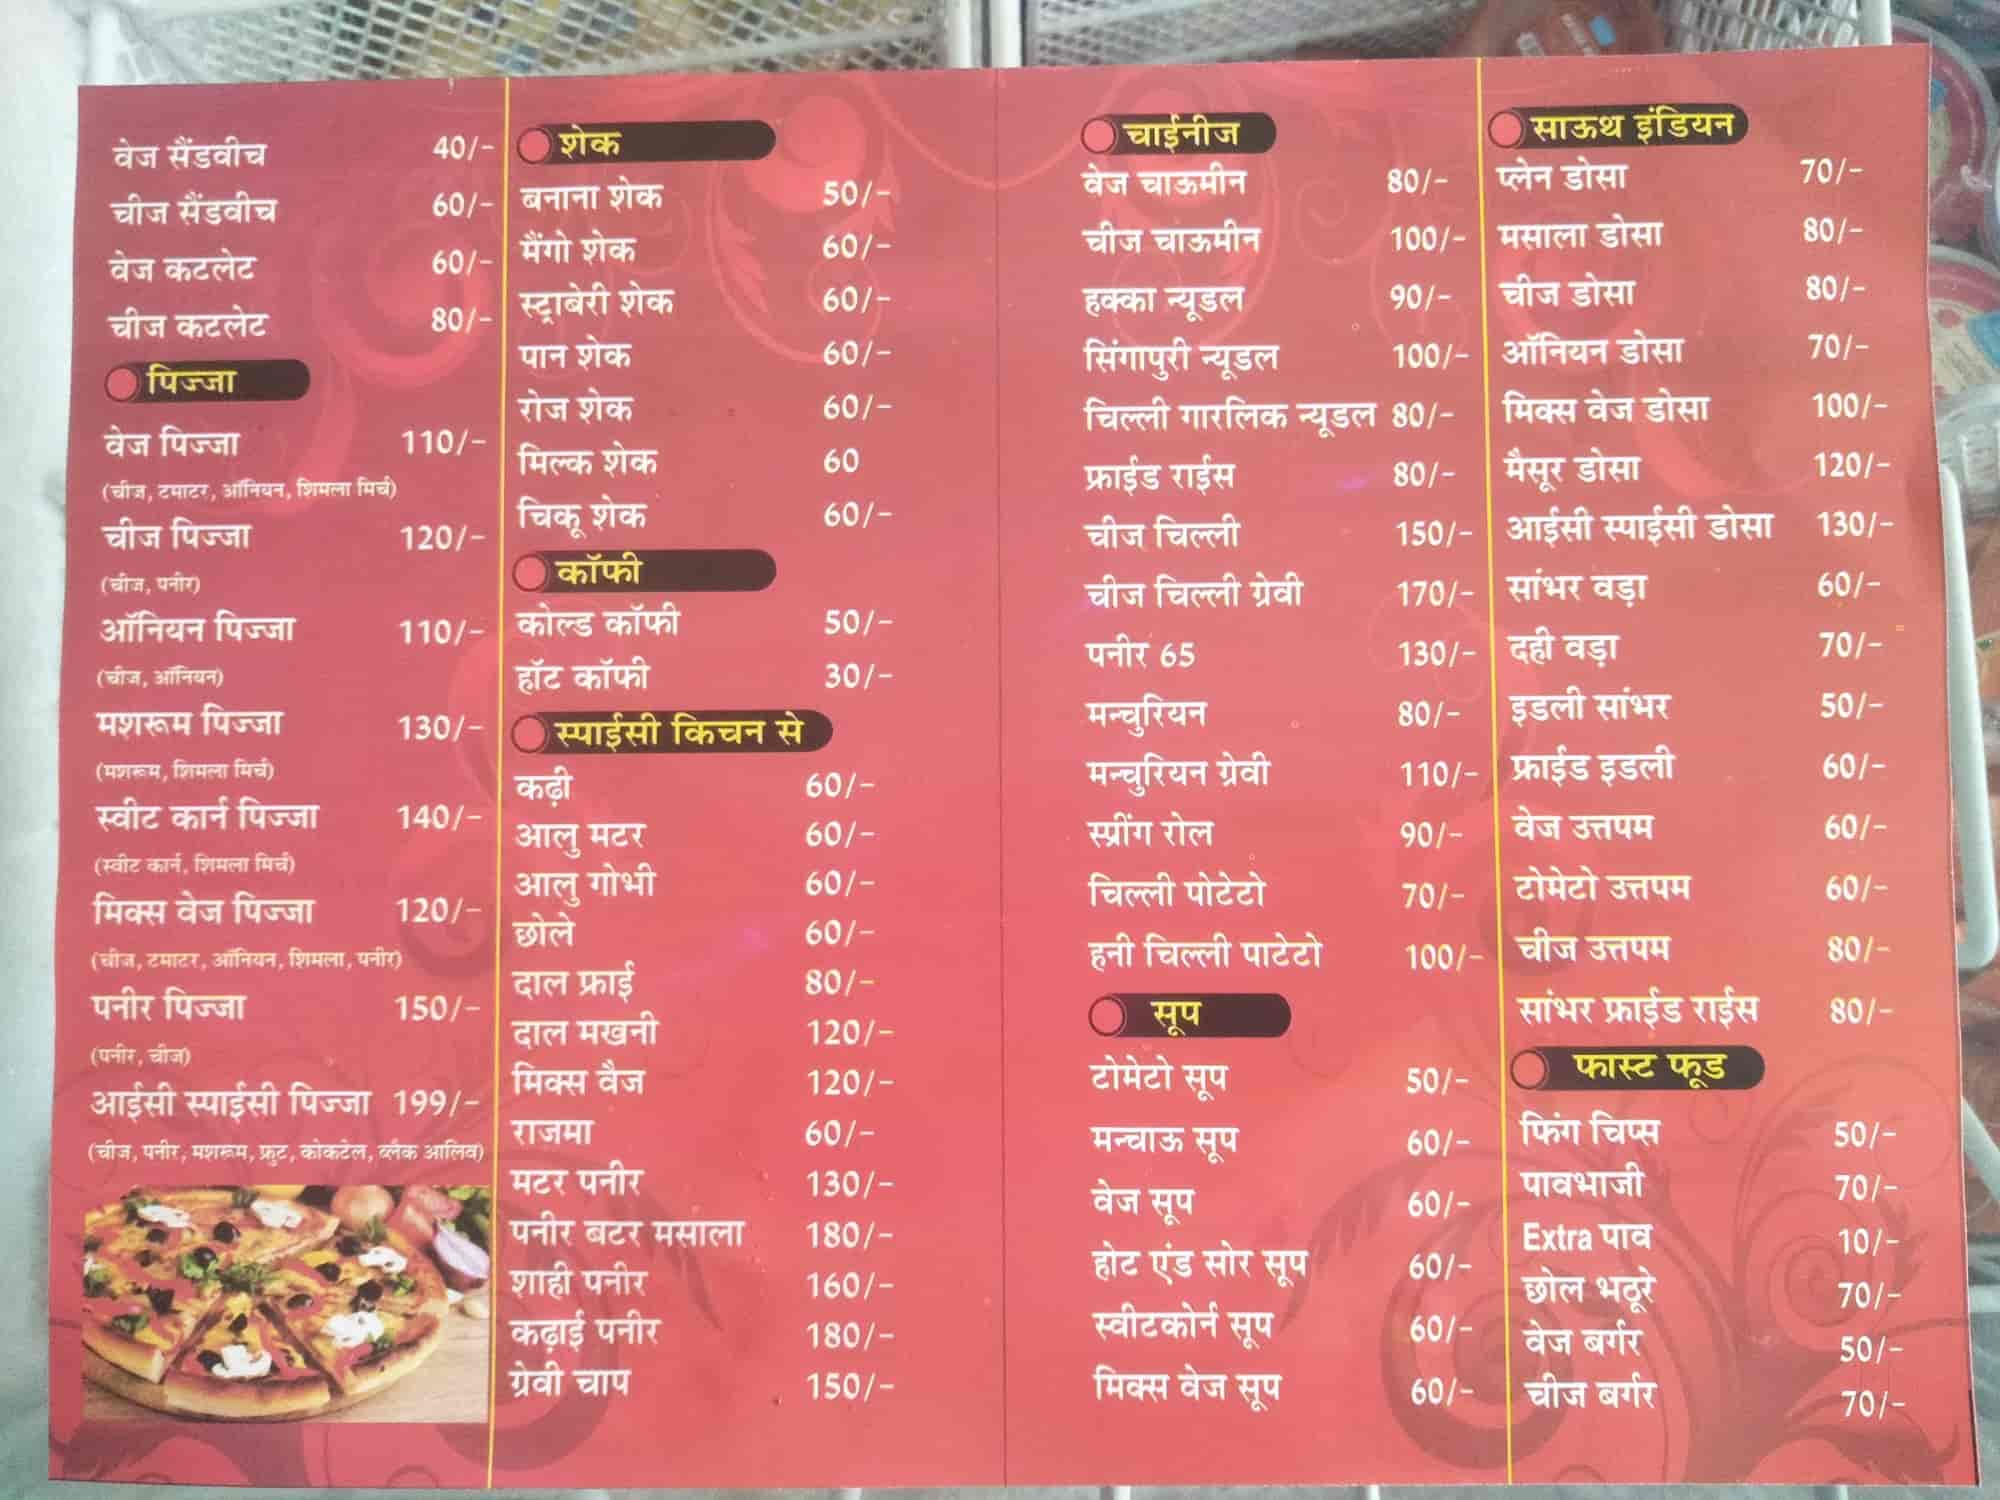 वेज सैंडवीच 40/-
चीज सैंडवीच 60/-
वेज कटलेट 60/-
चीज कटलेट 80/-
पिज्जा
वेज पिज्जा 110/-
(चीज, टमाटर, ऑनियन, शिमला मिर्च)
चीज पिज्जा 120/-
(चीज, पनीर)
ऑनियन पिज्जा 110/-
(चीज, ऑनियन)
मशरूम पिज्जा 130/-
(मशरूम, शिमला मिर्च)
स्वीट कार्न पिज्जा 140/-
(स्वीट कार्न, शिमला मिर्च)
मिक्स वेज पिज्जा 120/-
(चीज, टमाटर, ऑनियन, शिमला, पनीर)
पनीर पिज्जा 150/-
(पनीर, चीज)
आईसी स्पाईसी पिज्जा 199/-
(चीज, पनीर, मशरूम, फ्रुट, कोकटेल, ब्लैक आलिव)
शेक
बनाना शेक 50/-
मैंगो शेक 60/-
स्ट्राबेरी शेक 60/-
पान शेक 60/-
रोज शेक 60/-
मिल्क शेक 60
चिकू शेक 60/-
कॉफी
कोल्ड कॉफी 50/-
हॉट कॉफी 30/-
स्पाईसी किचन से
कढ़ी 60/-
आलु मटर 60/-
आलु गोभी 60/-
छोले 60/-
दाल फ्राई 80/-
दाल मखनी 120/-
मिक्स वैज 120/-
राजमा 60/-
मटर पनीर 130/-
पनीर बटर मसाला 180/-
शाही पनीर 160/-
कढ़ाई पनीर 180/-
ग्रेवी चाप 150/-
चाईनीज
वेज चाऊमीन 80/-
चीज चाऊमीन 100/-
हक्का न्यूडल 90/-
सिंगापुरी न्यूडल 100/-
चिल्ली गारलिक न्यूडल 80/-
फ्राईड राईस 80/-
चीज चिल्ली 150/-
चीज चिल्ली ग्रेवी 170/-
पनीर 65 130/-
मन्चुरियन 80/-
मन्चुरियन ग्रेवी 110/-
स्प्रींग रोल 90/-
चिल्ली पोटेटो 70/-
हनी चिल्ली पाटेटो 100/-
सूप
टोमेटो सूप 50/-
मन्चाऊ सूप 60/-
वेज सूप 60/-
होट एंड सोर सूप 60/-
स्वीटकोर्न सूप 60/-
मिक्स वेज सूप 60/-
साऊथ इंडियन
प्लेन डोसा 70/-
मसाला डोसा 80/-
चीज डोसा 80/-
ऑनियन डोसा 70/-
मिक्स वेज डोसा 100/-
मैसूर डोसा 120/-
आईसी स्पाईसी डोसा 130/-
सांभर वड़ा 60/-
दही वड़ा 70/-
इडली सांभर 50/-
फ्राईड इडली 60/-
वेज उत्तपम 60/-
टोमेटो उत्तपम 60/-
चीज उत्तपम 80/-
सांभर फ्राईड राईस 80/-
फास्ट फूड
फिंग चिप्स 50/-
पावभाजी 70/-
Extra पाव 10/-
छोल भठूरे 70/-
वेज बर्गर 50/-
चीज बर्गर 70/-